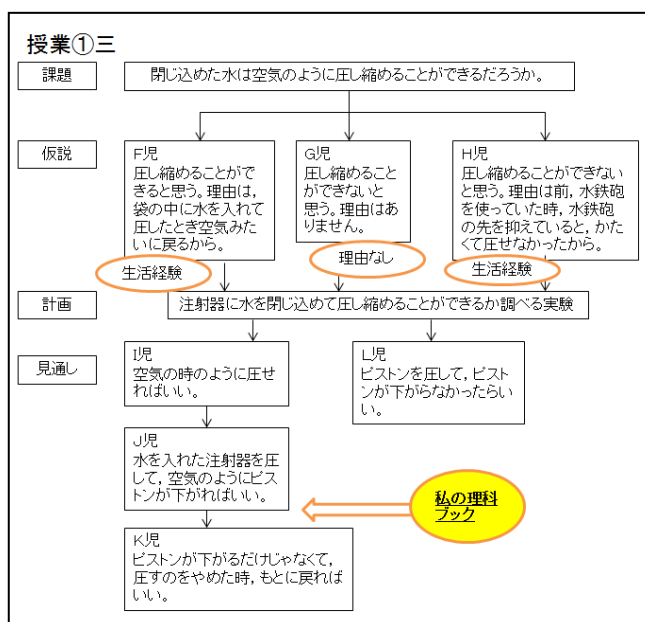 授業①三
課題
閉じ込めた水は空気のように圧し縮めることができるだろうか。
仮説
F児
圧し縮めることがで
きると思う。理由は，
袋の中に水を入れて
圧したとき空気みた
いに戻るから。
生活経験
G児
圧し縮めること
ができないと
思う。理由はあ
りません。
理由なし
H児
圧し縮めることができない
と思う。理由は前，水鉄砲
を使っていた時，水鉄砲
の先を抑えていると，かた
くて圧せなかったから。
生活経験
計画
注射器に水を閉じ込めて圧し縮めることができるか調べる実験
見通し
I児
空気の時のように圧せ
ればいい。
L児
ピストンを圧して，ピスト
ンが下がらなかったらい
い。
J児
水を入れた注射器を圧
して，空気のようにピス
トンが下がればいい。
私の理科
ブック
K児
ピストンが下がるだけじゃなくて，
圧すのをやめた時，もとに戻れば
いい。